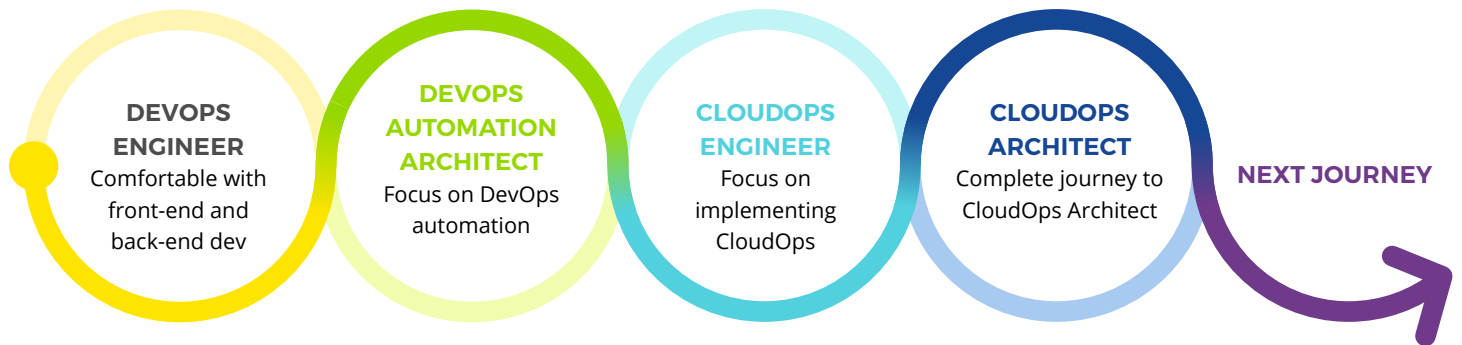 DEVOPS
ENGINEER
Comfortable with
front-end and
back-end dev
DEVOPS
AUTOMATION
ARCHITECT
Focus on DevOps
automation
CLOUDOPS
ENGINEER
Focus on
implementing
CloudOps
CLOUDOPS
ARCHITECT
Complete journey to
CloudOps Architect
NEXT JOURNEY